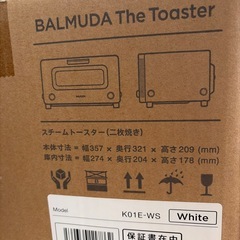 BALMUDA The Toaster
スチームトースター(二枚焼き)
本体寸法=幅357×奥行321×高さ209 (mm)
庫内寸法=幅274×奥行204×高さ178 (mm)
Model
K01E-WS
White
保証書在中